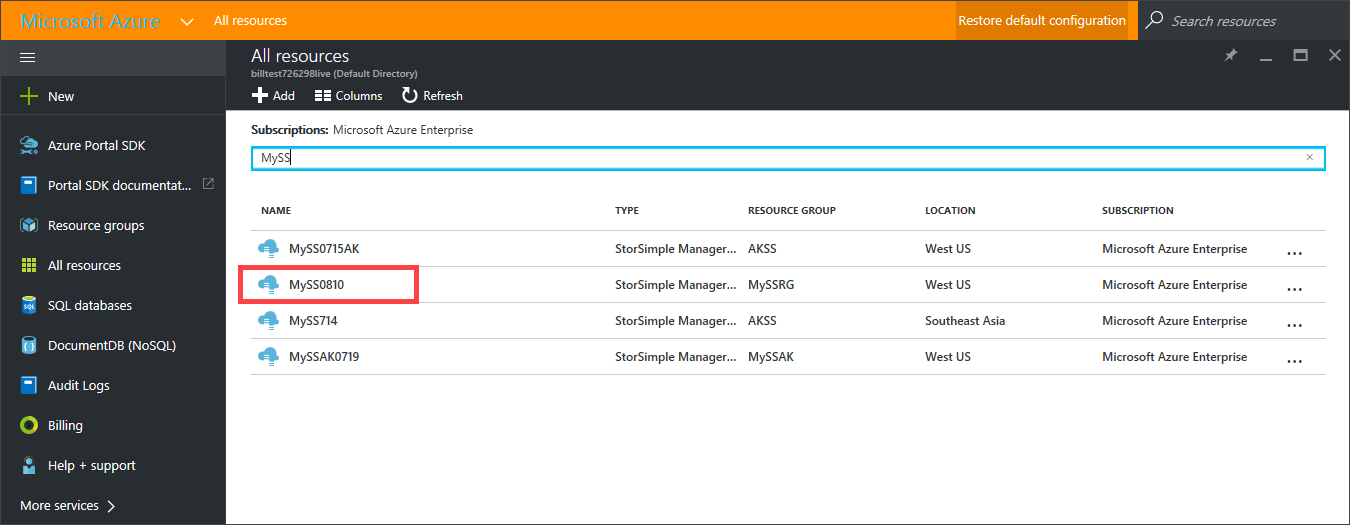 Microsoft Azure All resources Restore default configuration Search resources
All resources
billtest726298live (Default Directory)
Add Columns Refresh
New
Azure Portal SDK
Portal SDK documentat...
Resource groups
All resources
SQL databases
DocumentDB (NoSQL)
Audit Logs
Billing
Help + support
More services
Subscriptions: Microsoft Azure Enterprise
MySS
NAME TYPE RESOURCE GROUP LOCATION SUBSCRIPTION
MySS0715AK StorSimple Manager... AKSS West US Microsoft Azure Enterprise ...
MySS0810 StorSimple Manager... MySSRG West US Microsoft Azure Enterprise ...
MySS714 StorSimple Manager... AKSS Southeast Asia Microsoft Azure Enterprise ...
MySSAK0719 StorSimple Manager... MySSAK West US Microsoft Azure Enterprise ...